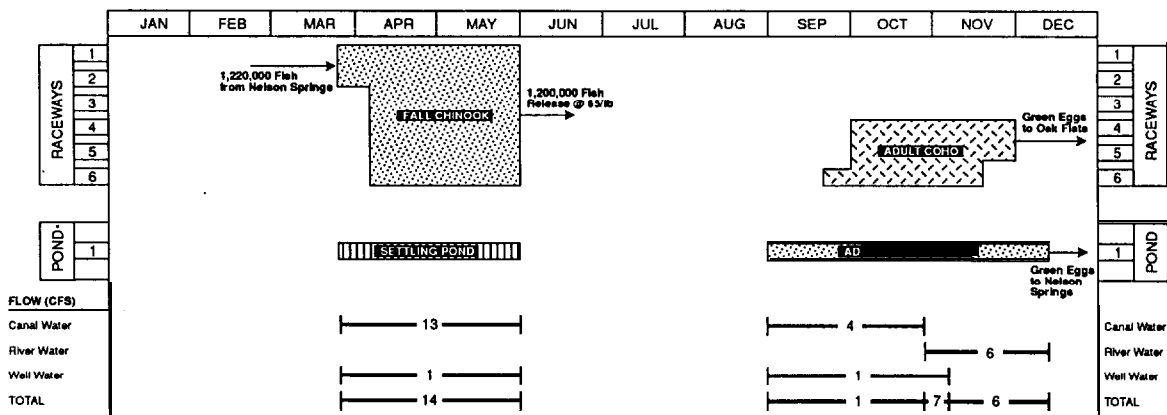 JAN FEB MAR APR MAY JUN JUL AUG SEP OCT NOV DEC
RACEWAYS
1
2
3
4
5
6
1,220,000 Fish
from Nelson Springs
FALL CHINOOK
1,200,000 Fish
Release @ 83/lb
ADULT COHO
Green Eggs
to Oak Flats
1
2
3
4
5
6
RACEWAYS
POND
1
SETTLING POND
AD
Green Eggs
to Nelson
Springs
1
POND
FLOW (CFS)
Canal Water 13 4 Canal Water
River Water 6 River Water
Well Water 1 1 Well Water
TOTAL 14 1 7 6 TOTAL